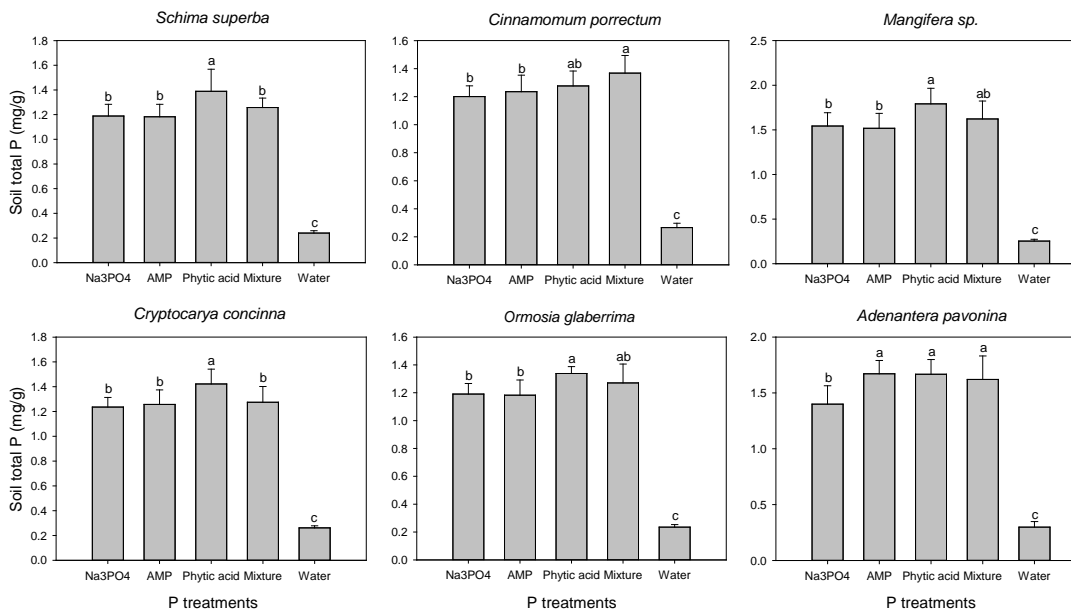 Schima superba
Soil total P (mg/g)
1.8
1.6
1.4
1.2
1.0
0.8
0.6
0.4
0.2
0.0
b b a b c
Na3PO4 AMP Phytic acid Mixture Water
Cinnamomum porrectum
1.6
1.4
1.2
1.0
0.8
0.6
0.4
0.2
0.0
b b ab a c
Na3PO4 AMP Phytic acid Mixture Water
Mangifera sp.
2.5
2.0
1.5
1.0
0.5
0.0
b b a ab c
Na3PO4 AMP Phytic acid Mixture Water
Cryptocarya concinna
Soil total P (mg/g)
1.8
1.6
1.4
1.2
1.0
0.8
0.6
0.4
0.2
0.0
b b a b c
Na3PO4 AMP Phytic acid Mixture Water
P treatments
Ormosia glaberrima
1.6
1.4
1.2
1.0
0.8
0.6
0.4
0.2
0.0
b b a ab c
Na3PO4 AMP Phytic acid Mixture Water
P treatments
Adenantera pavonina
2.0
1.5
1.0
0.5
0.0
b a a a c
Na3PO4 AMP Phytic acid Mixture Water
P treatments